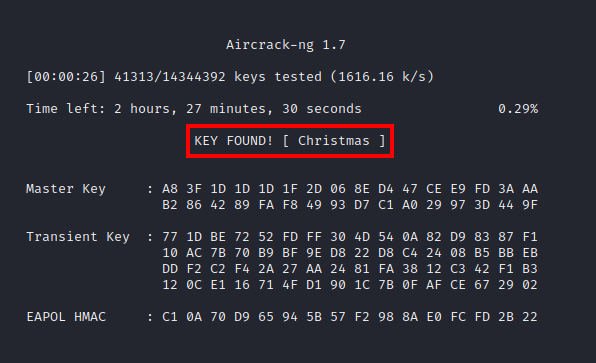 Aircrack-ng 1.7
[00:00:26] 41313/14344392 keys tested (1616.16 k/s)
Time left: 2 hours, 27 minutes, 30 seconds 0.29%
KEY FOUND! [ Christmas ]
Master Key : A8 3F 1D 1D 1D 1F 2D 06 8E D4 47 CE E9 FD 3A AA
B2 86 42 89 FA F8 49 93 D7 C1 A0 29 97 3D 44 9F
Transient Key : 77 1D BE 72 52 FD FF 30 4D 54 0A 82 D9 83 87 F1
10 AC 7B 70 B9 BF 9E D8 22 D8 C4 24 08 B5 BB EB
DD F2 C2 F4 2A 27 AA 24 81 FA 38 12 C3 42 F1 B3
12 0C E1 16 71 4F D1 90 1C 7B 0F AF CE 67 29 02
EAPOL HMAC : C1 0A 70 D9 65 94 5B 57 F2 98 8A E0 FC FD 2B 22